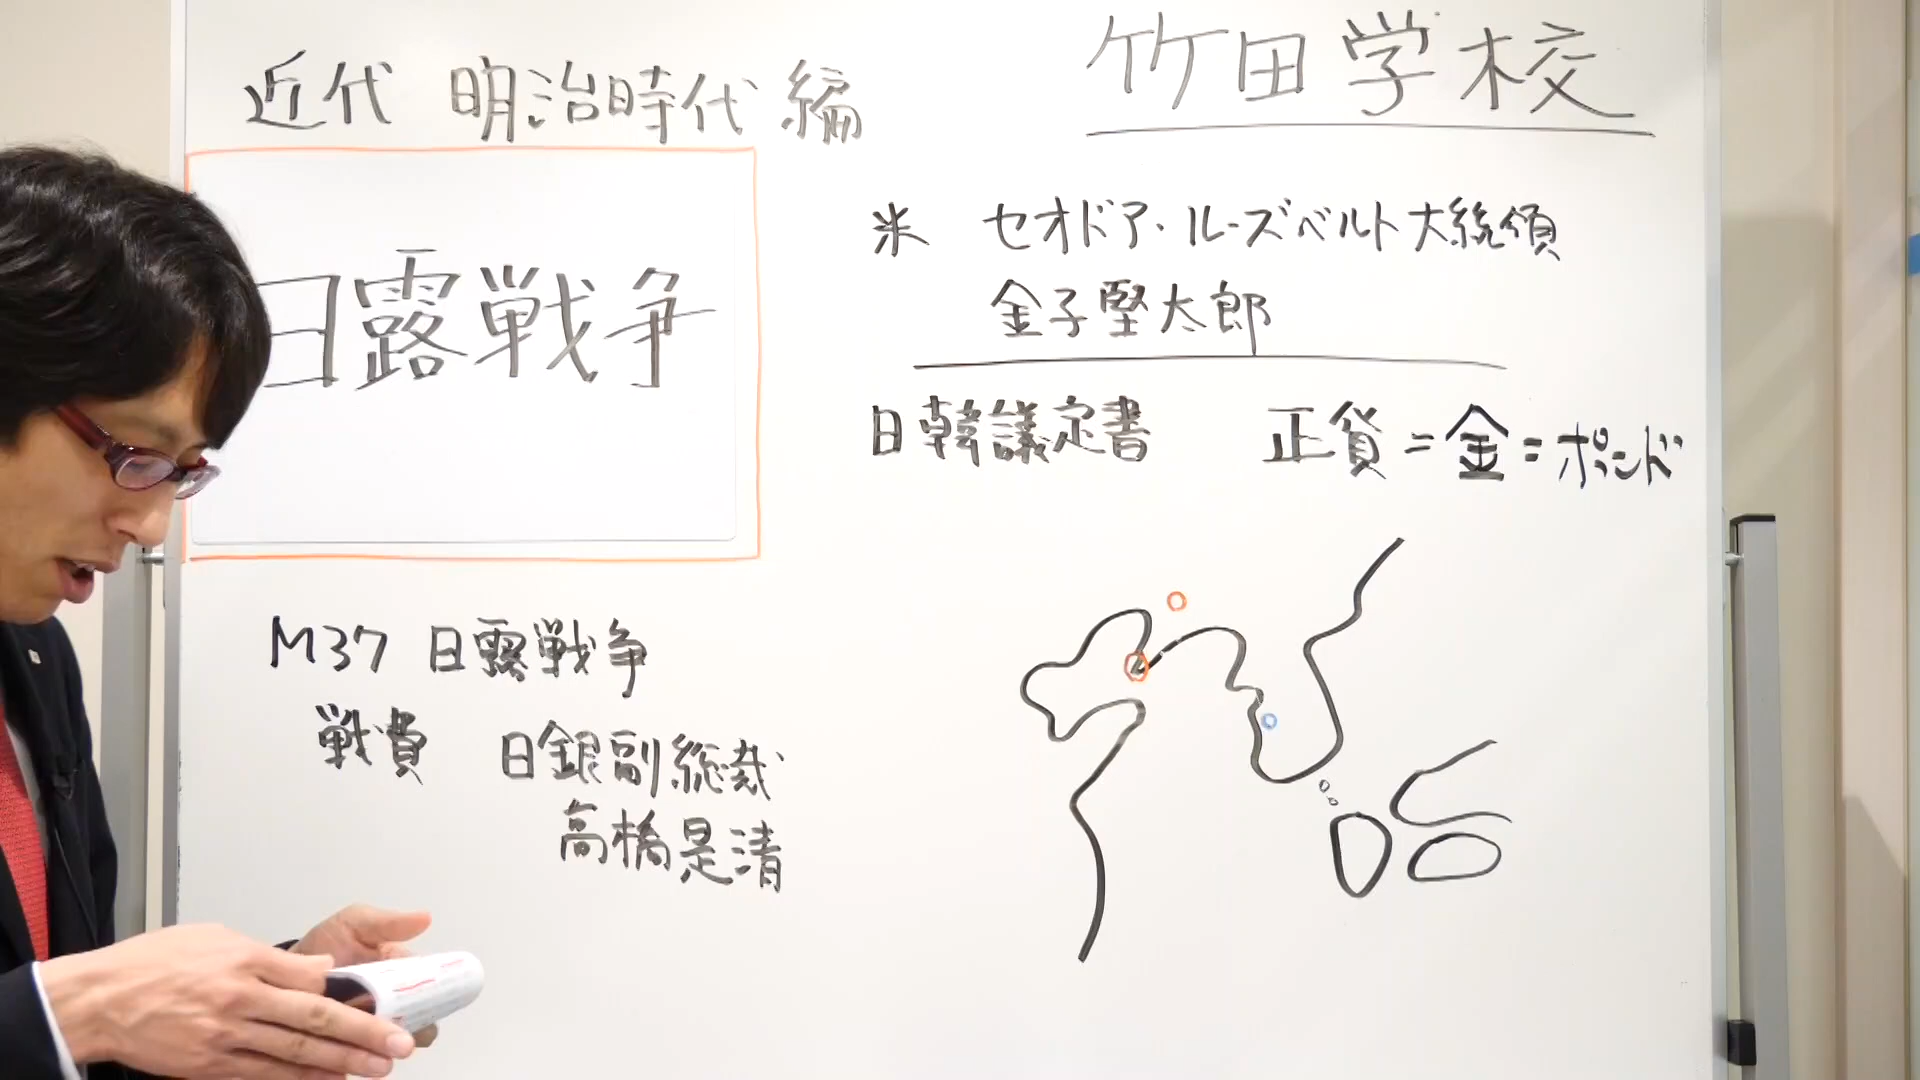 近代 明治時代編
竹田学校
日露戦争
米 セオドア・ルーズベルト大統領
金子堅太郎
日韓議定書 正貨=金=ポンド
M37 日露戦争
戦費 日銀副総裁
高橋是清